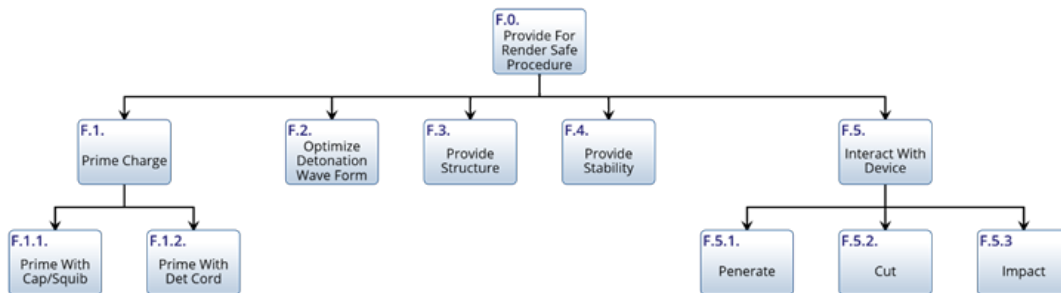 F.0.
Provide For
Render Safe
Procedure
F.1.
Prime Charge
F.2.
Optimize
Detonation
Wave Form
F.3.
Provide
Structure
F.4.
Provide
Stability
F.5.
Interact With
Device
F.1.1.
Prime With
Cap/Squib
F.1.2.
Prime With
Det Cord
F.5.1.
Penerate
F.5.2.
Cut
F.5.3
Impact